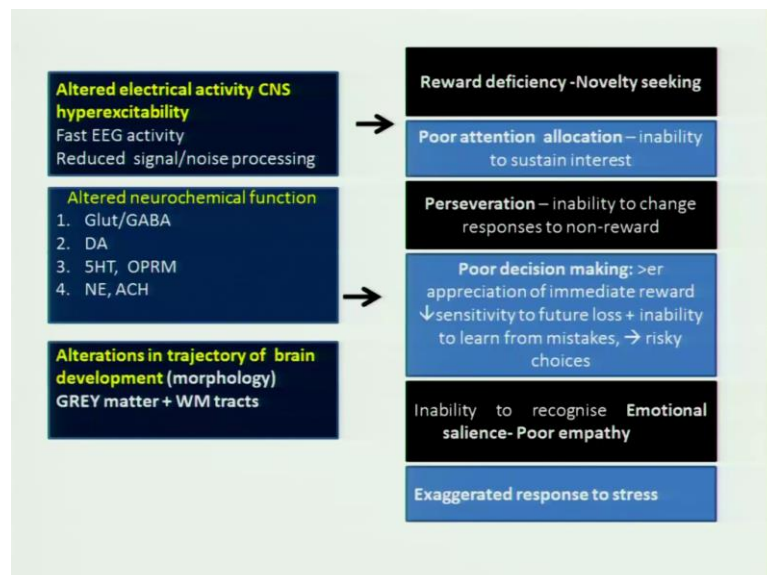 Altered electrical activity CNS
hyperexcitability
Fast EEG activity
Reduced signal/noise processing
Altered neurochemical function
1. Glut/GABA
2. DA
3. 5HT, OPRM
4. NE, ACH
Alterations in trajectory of brain
development (morphology)
GREY matter + WM tracts
Reward deficiency -Novelty seeking
Poor attention allocation – inability
to sustain interest
Perseveration – inability to change
responses to non-reward
Poor decision making: >er
appreciation of immediate reward
↓sensitivity to future loss + inability
to learn from mistakes, → risky
choices
Inability to recognise Emotional
salience- Poor empathy
Exaggerated response to stress